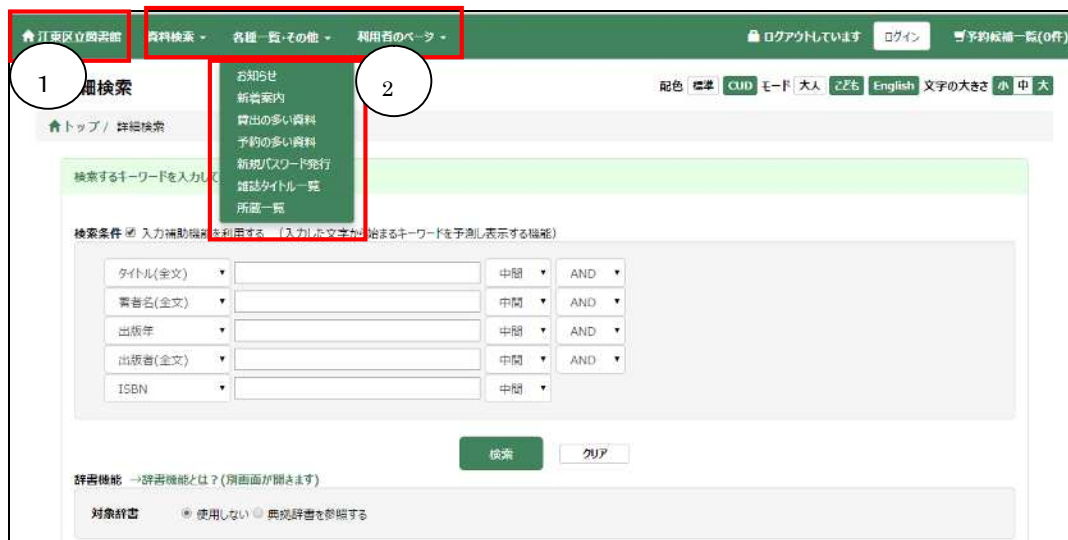 江東区立図書館 資料検索 各種一覧・その他 利用者のページ ログアウトしています ログイン 予約候補一覧(0件)
1
細検索
お知らせ
新着案内
貸出の多い資料
予約の多い資料
新規パスワード発行
雑誌タイトル一覧
所蔵一覧
2
配色 標準 CUD モード 大人 こども English 文字の大きさ 小 中 大
トップ / 詳細検索
検索するキーワードを入力して
検索条件 入力補助機能を利用する (入力した文字から始まるキーワードを予測し表示する機能)
タイトル(全文) 中間 AND
著者名(全文) 中間 AND
出版年 中間 AND
出版者(全文) 中間 AND
ISBN 中間
検索 クリア
辞書機能 →辞書機能とは?(別画面が開きます)
対象辞書 使用しない 典拠辞書を参照する